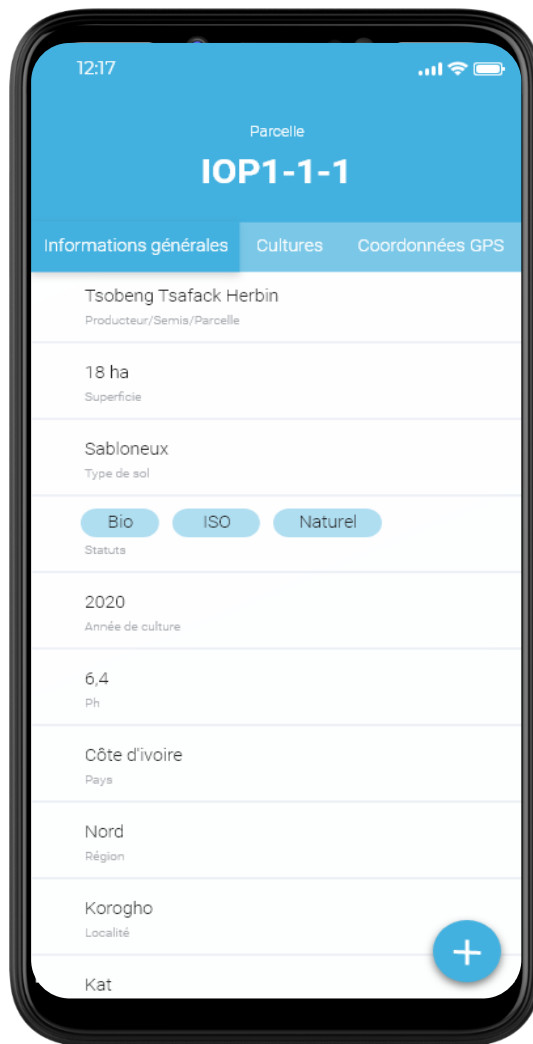 12:17
Parcelle
IOP1-1-1
Informations générales Cultures Coordonnées GPS
Tsobeng Tsafack Herbin
Producteur/Semis/Parcelle
18 ha
Superficie
Sabloneux
Type de sol
Bio ISO Naturel
Statuts
2020
Année de culture
6,4
Ph
Côte d'ivoire
Pays
Nord
Région
Korogho
Localité
Kat